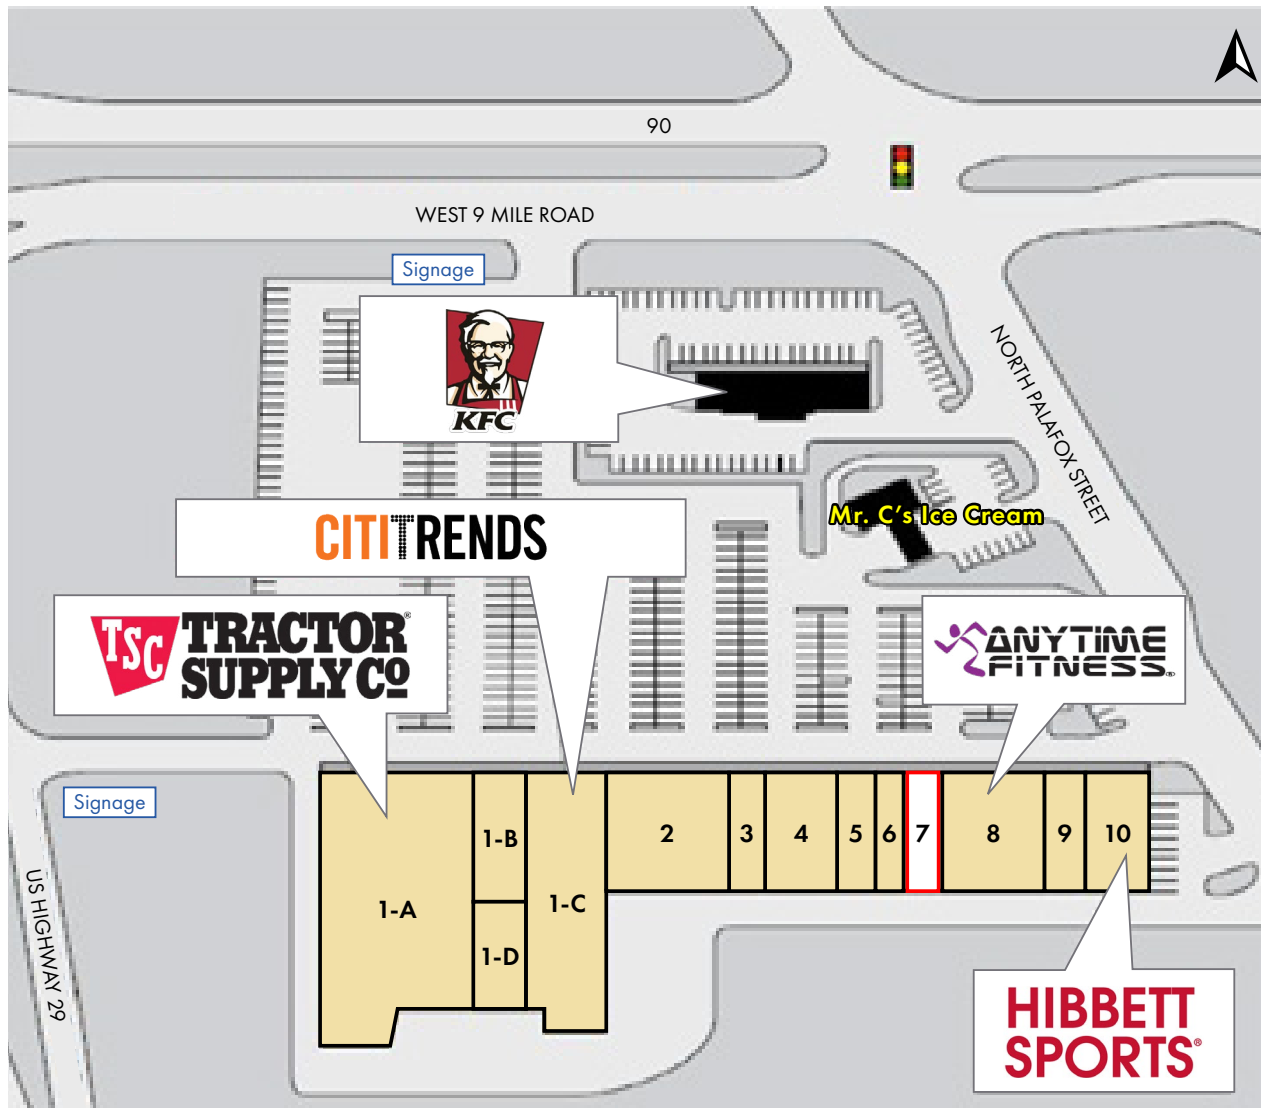 90
WEST 9 MILE ROAD
Signage
KFC
NORTH PALAFOX STREET
CITITRENDS
Mr. C's Ice Cream
TSC TRACTOR
SUPPLY CO
ANYTIME
FITNESS®
Signage
1-A
1-B
1-C
1-D
2
3
4
5
6
7
8
9
10
US HIGHWAY 29
HIBBETT
SPORTS®